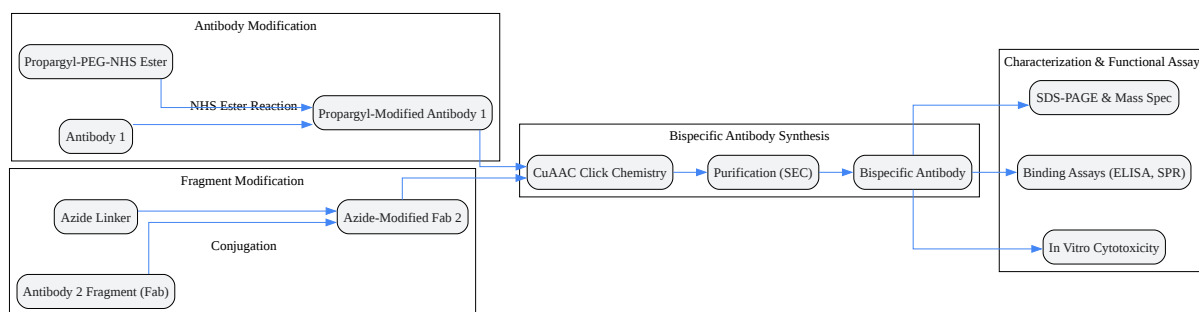 Antibody Modification
Propargyl-PEG-NHS Ester
NHS Ester Reaction
Propargyl-Modified Antibody 1
Antibody 1
Fragment Modification
Azide Linker
Azide-Modified Fab 2
Conjugation
Antibody 2 Fragment (Fab)
Bispecific Antibody Synthesis
CuAAC Click Chemistry
Purification (SEC)
Bispecific Antibody
Characterization & Functional Assay
SDS-PAGE & Mass Spec
Binding Assays (ELISA, SPR)
In Vitro Cytotoxicity